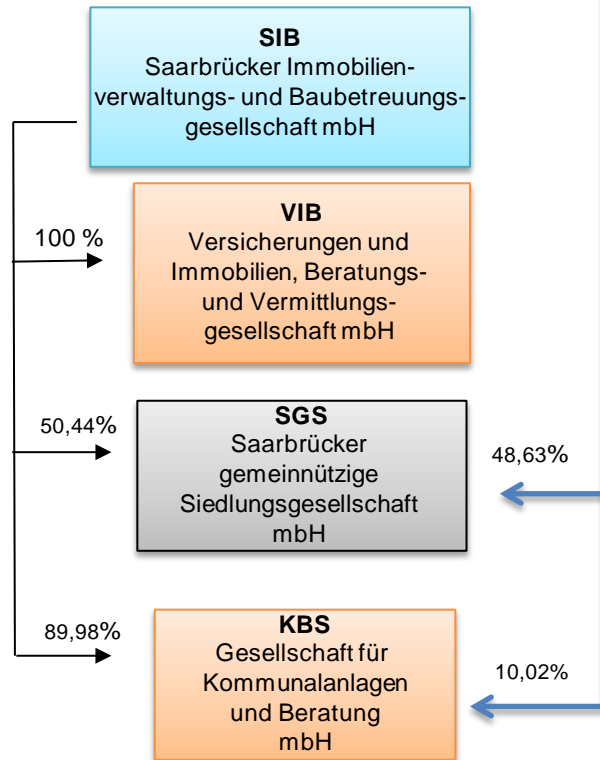 SIB
Saarbrücker Immobilien-
verwaltungs- und Baubetreuungs-
gesellschaft mbH
100 %
VIB
Versicherungen und
Immobilien, Beratungs-
und Vermittlungs-
gesellschaft mbH
50,44%
SGS
Saarbrücker
gemeinnützige
Siedlungsgesellschaft
mbH
48,63%
89,98%
KBS
Gesellschaft für
Kommunalanlagen
und Beratung
mbH
10,02%